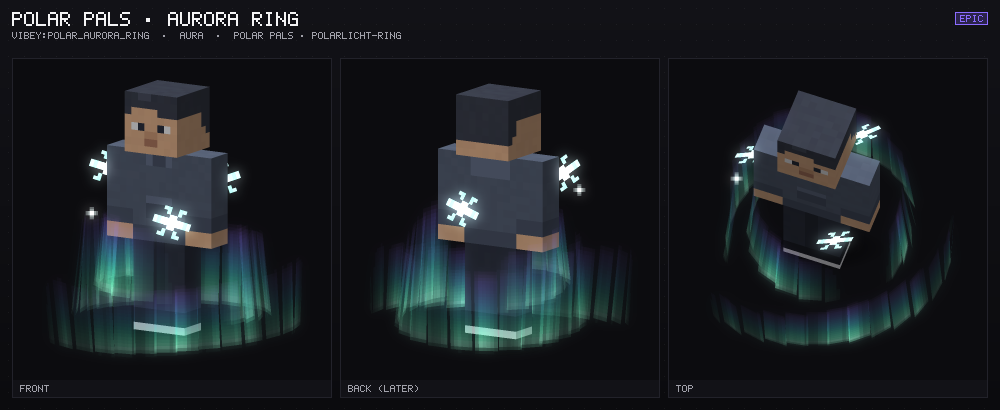 POLAR PALS • AURORA RING
EPIC
VIBEY:POLAR_AURORA_RING • AURA • POLAR PALS • POLARLICHT-RING
FRONT
BACK (LATER)
TOP